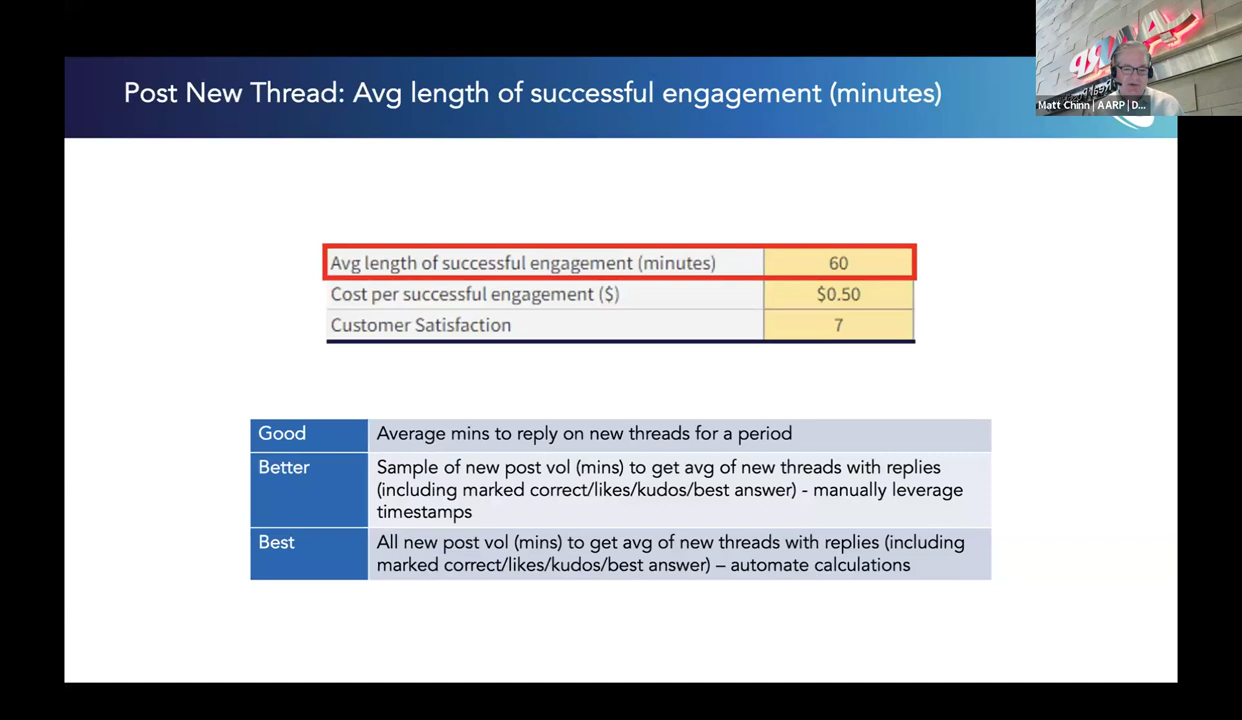 Post New Thread: Avg length of successful engagement (minutes)
Matt Chinn | AARP | D...
Avg length of successful engagement (minutes) 60
Cost per successful engagement ($) $0.50
Customer Satisfaction 7
Good Average mins to reply on new threads for a period
Better Sample of new post vol (mins) to get avg of new threads with replies
(including marked correct/likes/kudos/best answer) - manually leverage
timestamps
Best All new post vol (mins) to get avg of new threads with replies (including
marked correct/likes/kudos/best answer) – automate calculations